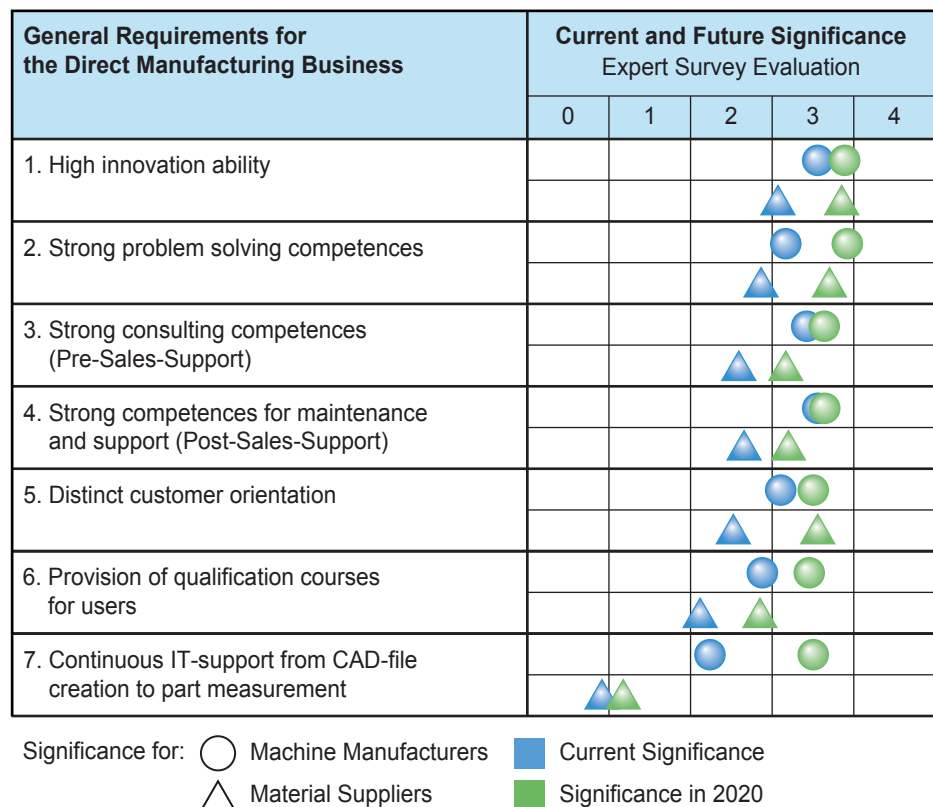 General Requirements for
the Direct Manufacturing Business
Current and Future Significance
Expert Survey Evaluation
0 1 2 3 4
1. High innovation ability
2. Strong problem solving competences
3. Strong consulting competences
(Pre-Sales-Support)
4. Strong competences for maintenance
and support (Post-Sales-Support)
5. Distinct customer orientation
6. Provision of qualification courses
for users
7. Continuous IT-support from CAD-file
creation to part measurement
Significance for: Machine Manufacturers Current Significance
Material Suppliers Significance in 2020